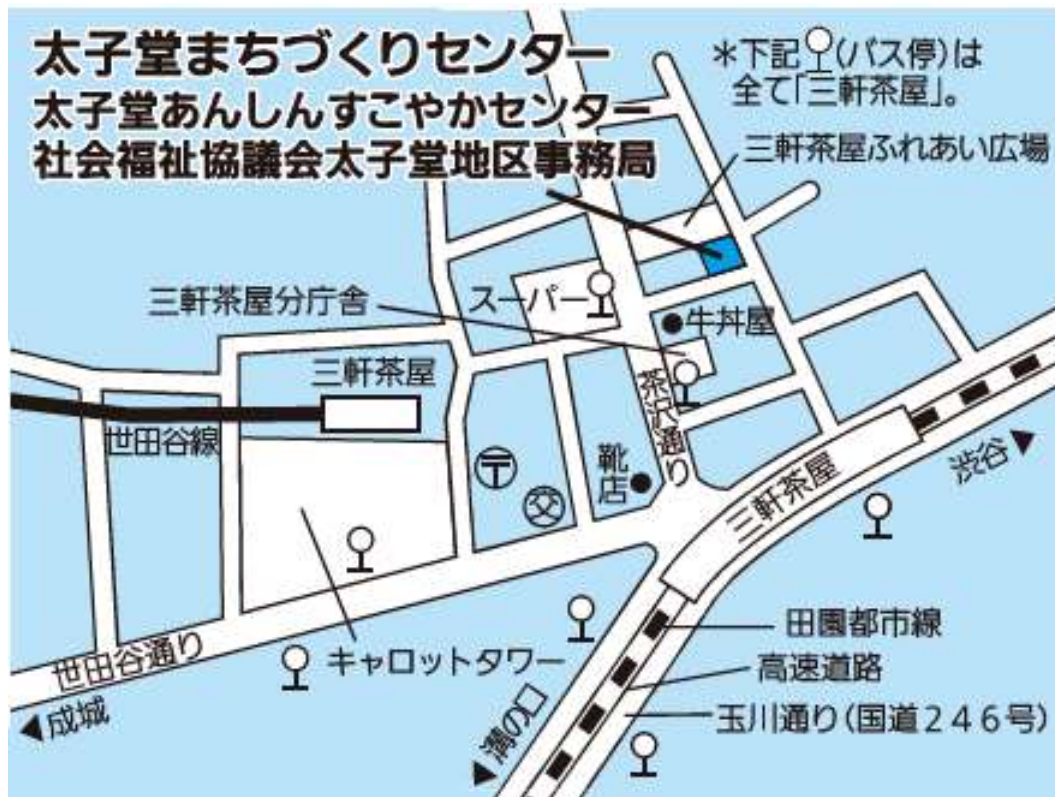 太子堂まちづくりセンター
太子堂あんしんすこやかセンター
社会福祉協議会太子堂地区事務局
*下記(バス停)は
全て「三軒茶屋」。
三軒茶屋ふれあい広場
三軒茶屋分庁舎
スーパー
牛丼屋
三軒茶屋
世田谷線
茶沢通り
靴店
〒
交
三軒茶屋
渋谷▶
世田谷通り
◀成城
キャロットタワー
田園都市線
高速道路
玉川通り(国道246号)
◀溝の口